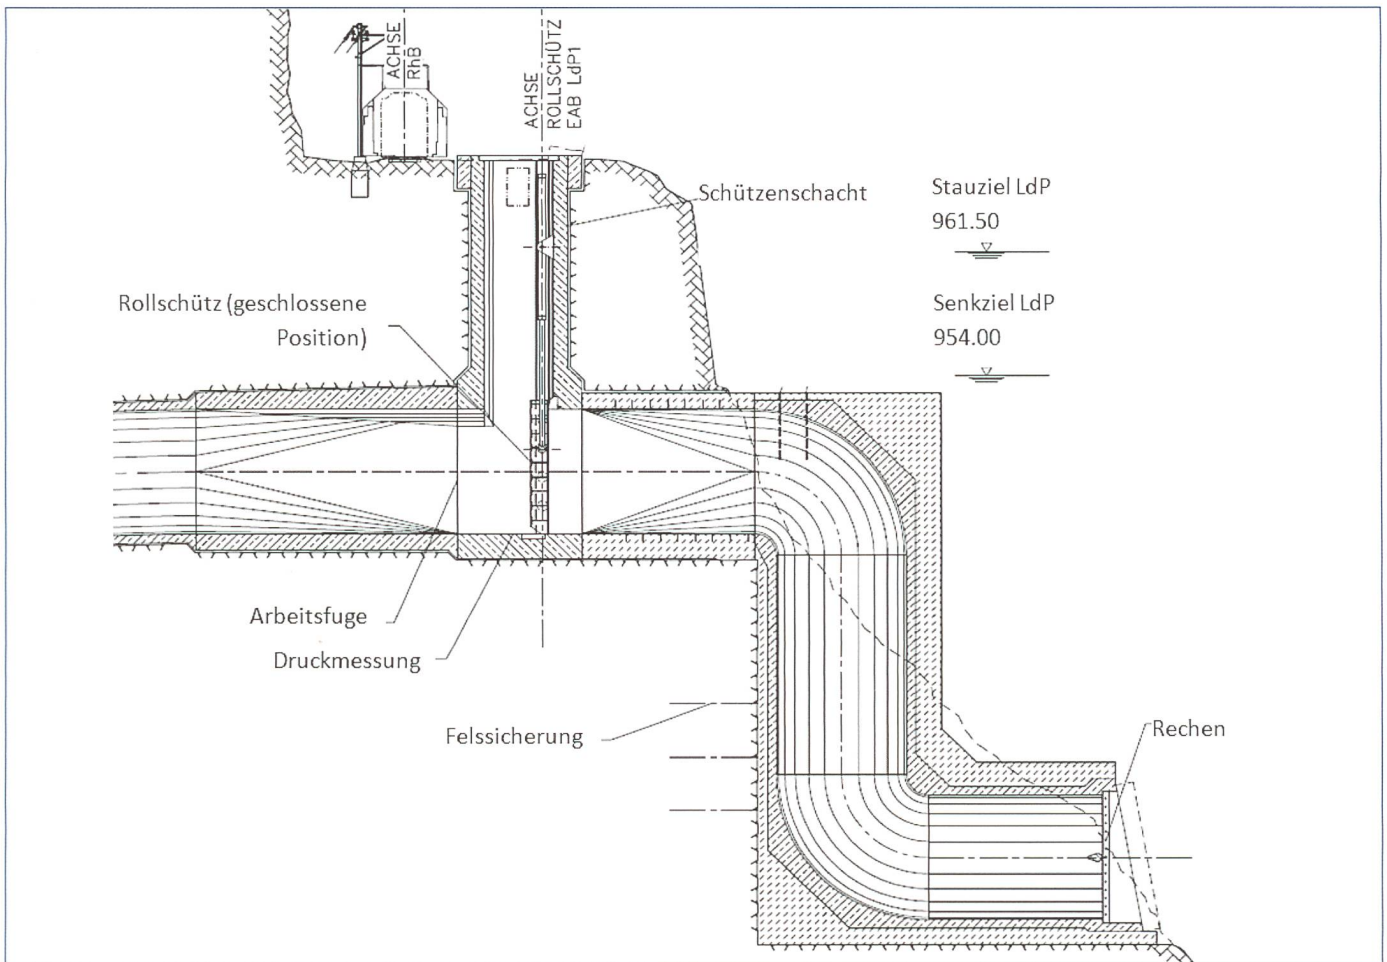 ACHSE
RhB
ACHSE
ROLLSCHÜTZ
EAB LdP1
Schützenschacht
Stauziel LdP
961.50
Rollschütz (geschlossene
Position)
Senkziel LdP
954.00
Arbeitsfuge
Druckmessung
Felssicherung
Rechen